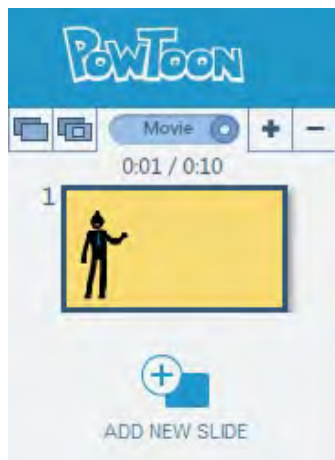 PowToon
Movie
+ -
0:01 / 0:10
1
ADD NEW SLIDE